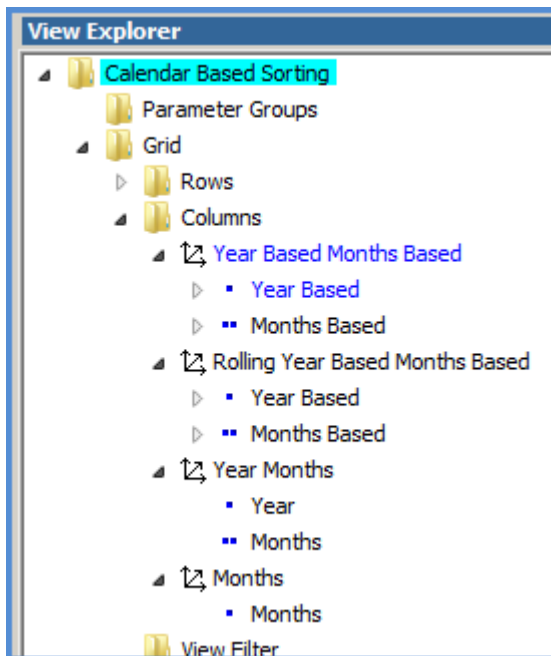 View Explorer
Calendar Based Sorting
Parameter Groups
Grid
Rows
Columns
Year Based Months Based
Year Based
Months Based
Rolling Year Based Months Based
Year Based
Months Based
Year Months
Year
Months
Months
Months
View Filter